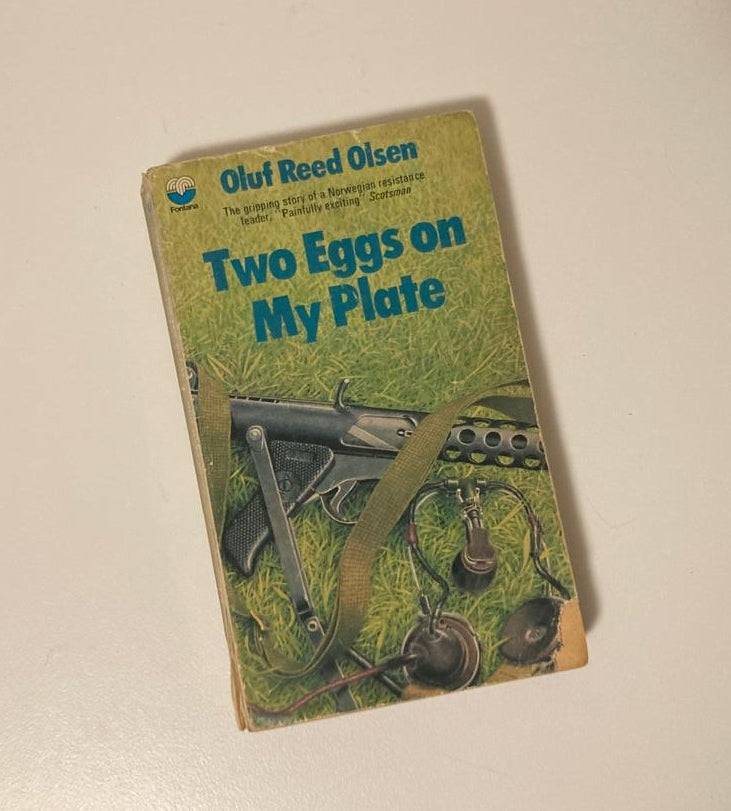 Oluf Reed Olsen
Fontana
The gripping story of a Norwegian resistance
leader, "Painfully exciting" Scotsman
Two Eggs on
My Plate